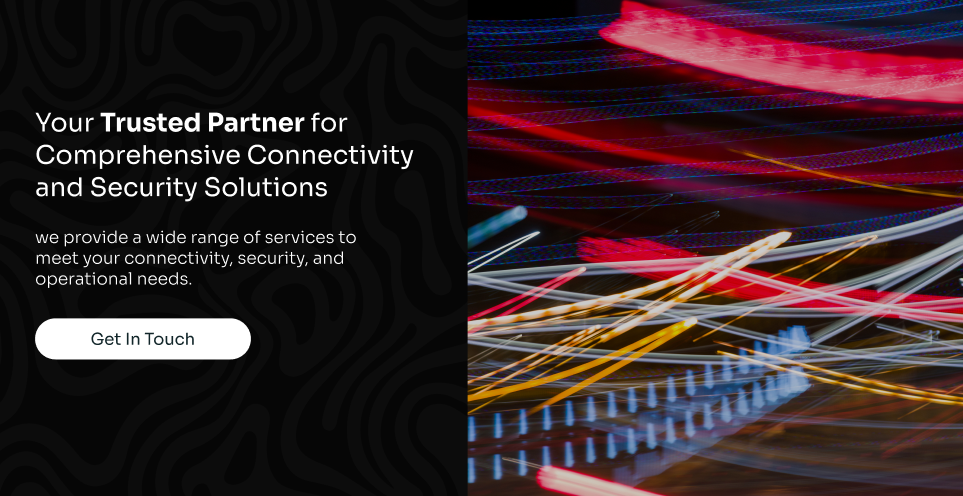 Your Trusted Partner for
Comprehensive Connectivity
and Security Solutions
we provide a wide range of services to
meet your connectivity, security, and
operational needs.
Get In Touch